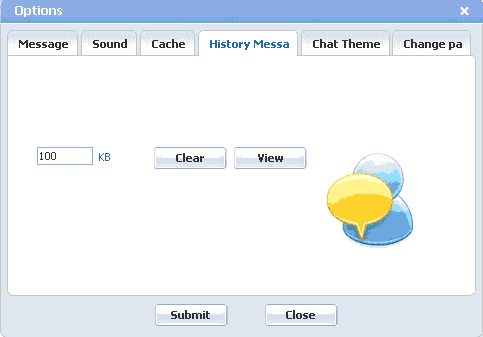 Options
Message Sound Cache History Messa Chat Theme Change pa
100 KB Clear View
Submit Close